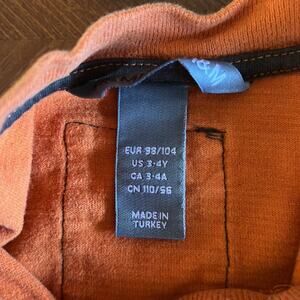 EUR 98/104
US 3-4Y
CA 3-4A
CN 110/56
MADE IN
TURKEY